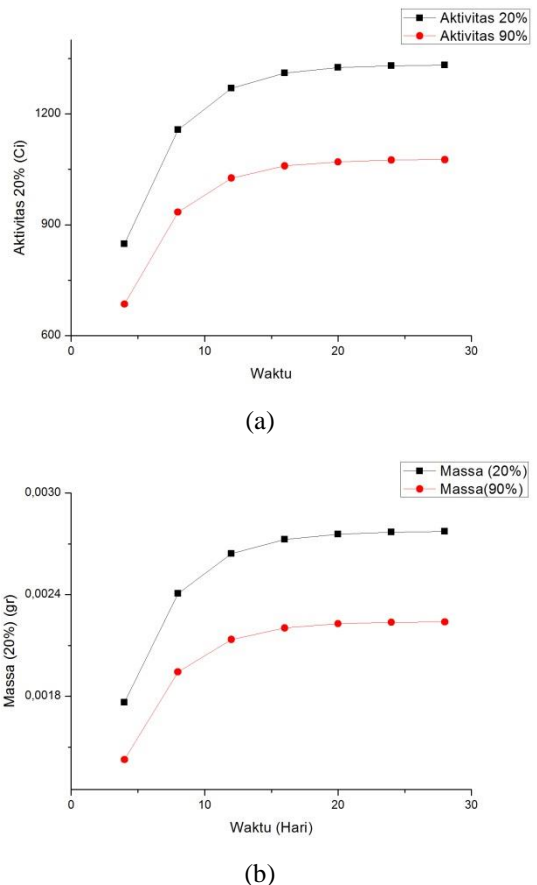 Aktivitas 20%
Aktivitas 90%
1200
900
600
Aktivitas 20% (Ci)
0
10
20
30
Waktu
(a)
Massa (20%)
Massa(90%)
0,0030
0,0024
0,0018
Massa (20%) (gr)
0
10
20
30
Waktu (Hari)
(b)